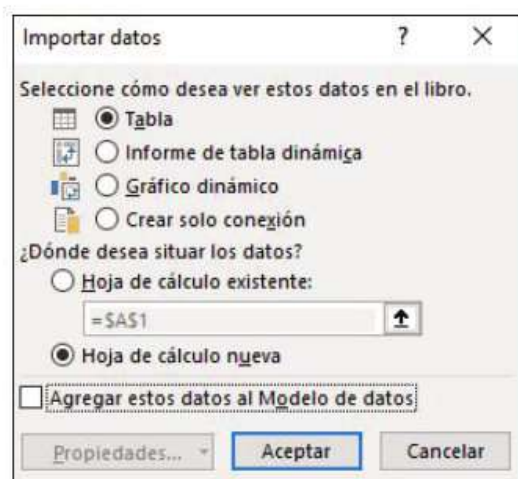 Importar datos ? ×
Seleccione cómo desea ver estos datos en el libro.
Tabla
Informe de tabla dinámica
Gráfico dinámico
Crear solo conexión
¿Dónde desea situar los datos?
Hoja de cálculo existente:
=$A$1
Hoja de cálculo nueva
Agregar estos datos al Modelo de datos
Propiedades... Aceptar Cancelar